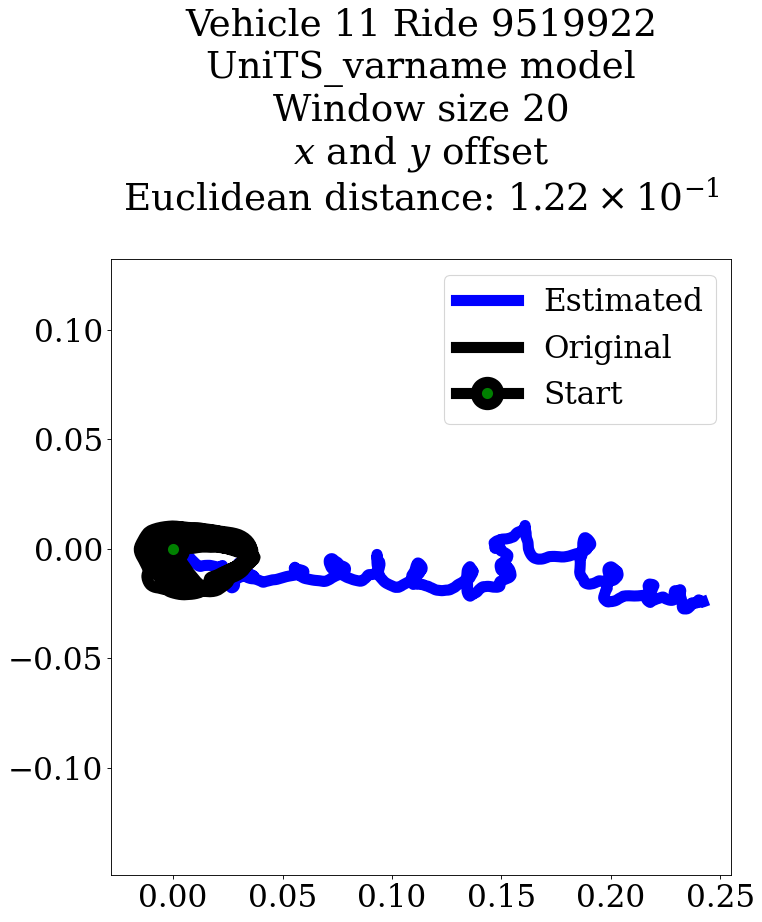 Vehicle 11 Ride 9519922
UniTS_varname model
Window size 20
x and y offset
Euclidean distance: 1.22 × 10⁻¹
Estimated
Original
Start
0.10
0.05
0.00
−0.05
−0.10
0.00 0.05 0.10 0.15 0.20 0.25